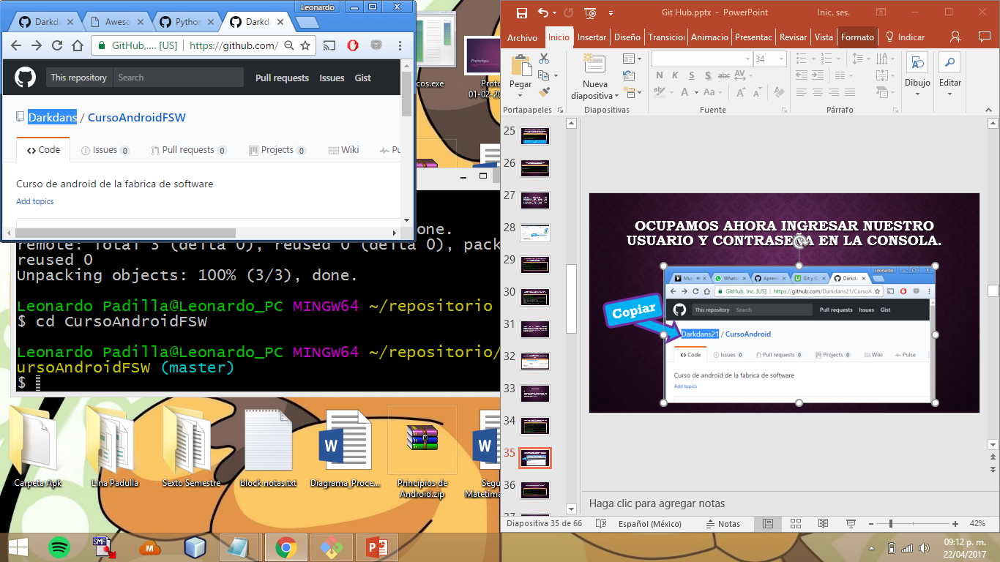 Leonardo
Darkda
Aweso
Python
Darkd
GitHub,.... [US]
https://github.com/
This repository
Search
Pull requests
Issues
Gist
Darkdans / CursoAndroidFSW
Code
Issues 0
Pull requests 0
Projects 0
Wiki
Pu
Curso de android de la fabrica de software
Add topics
one.
remote: Total 3 (delta 0), reused 0 (delta 0), pack
reused 0
Unpacking objects: 100% (3/3), done.
Leonardo Padilla@Leonardo_PC MINGW64 ~/repositorio
$ cd CursoAndroidFSW
Leonardo Padilla@Leonardo_PC MINGW64 ~/repositorio/
ursoAndroidFSW (master)
$
cos.exe
Proto
01-02-20
Carpeta Apk
Lina Padulla
Sexto Semestre
block notas.txt
Diagrama_Proce...
Principios de
Android.zip
Segu
Matetima
Git Hub.pptx - PowerPoint
Inic. ses.
Archivo
Inicio
Insertar
Diseño
Transicior
Animacio
Presentac
Revisar
Vista
Formato
Indicar
Pegar
Nueva
diapositiva
34
N K S S abc AV
A Aa A A
Dibujo
Editar
Portapapeles
Diapositivas
Fuente
Párrafo
25
26
27
28
29
30
31
32
33
34
35
36
OCUPAMOS AHORA INGRESAR NUESTRO
USUARIO Y CONTRASEÑA EN LA CONSOLA.
Copiar
Leonardo
Mus
Whats
Apren
Git y G
Darkd
GitHub, Inc. [US]
https://github.com/Darkdans21/CursoA
This repository
Search
Pull requests
Issues
Gist
Darkdans21 / CursoAndroid
Code
Issues 0
Pull requests 0
Projects 0
Wiki
Pulse
Curso de android de la fabrica de software
Add topics
Haga clic para agregar notas
Diapositiva 35 de 66
Español (México)
Notas
42%
SMF
09:12 p. m.
22/04/2017